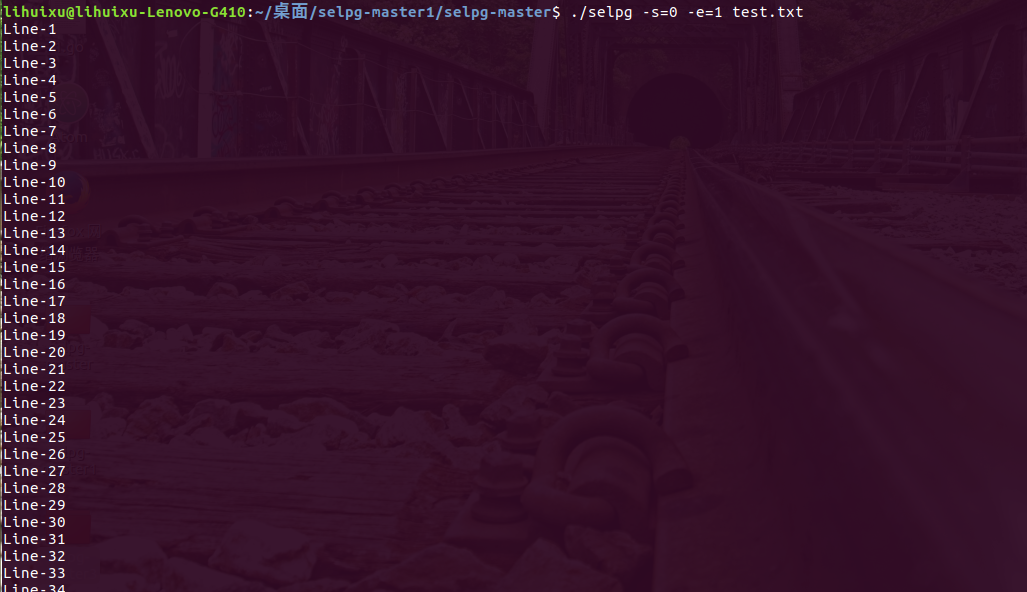 lihuixu@lihuixu-Lenovo-G410:~/桌面/selpg-master1/selpg-master$ ./selpg -s=0 -e=1 test.txt
Line-1
Line-2
Line-3
Line-4
Line-5
Line-6
Line-7
Line-8
Line-9
Line-10
Line-11
Line-12
Line-13
Line-14
Line-15
Line-16
Line-17
Line-18
Line-19
Line-20
Line-21
Line-22
Line-23
Line-24
Line-25
Line-26
Line-27
Line-28
Line-29
Line-30
Line-31
Line-32
Line-33
Line-34